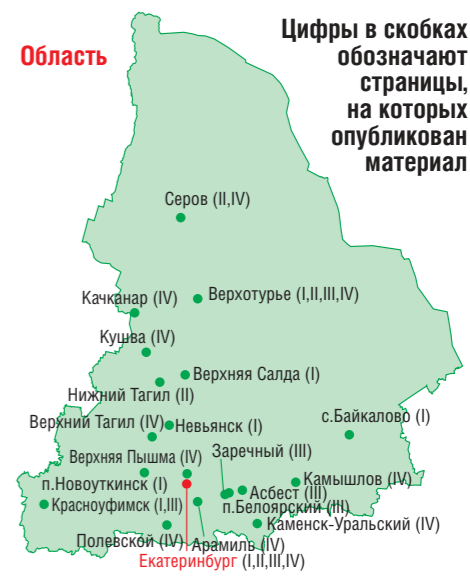 Область
Цифры в скобках
обозначают
страницы,
на которых
опубликован
материал
Серов (II,IV)
Верхотурье (I,II,III,IV)
Качканар (IV)
Кушва (IV)
Верхняя Салда (I)
Нижний Тагил (II)
Верхний Тагил (IV)
Невьянск (I)
с.Байкалово (I)
Заречный (III)
Верхняя Пышма (IV)
п.Новоуткинск (I)
Камышлов (IV)
Асбест (III)
Красноуфимск (I,III)
п.Белоярский (III)
Каменск-Уральский (IV)
Полевской (IV)
Арамиль (IV)
Екатеринбург (I,II,III,IV)